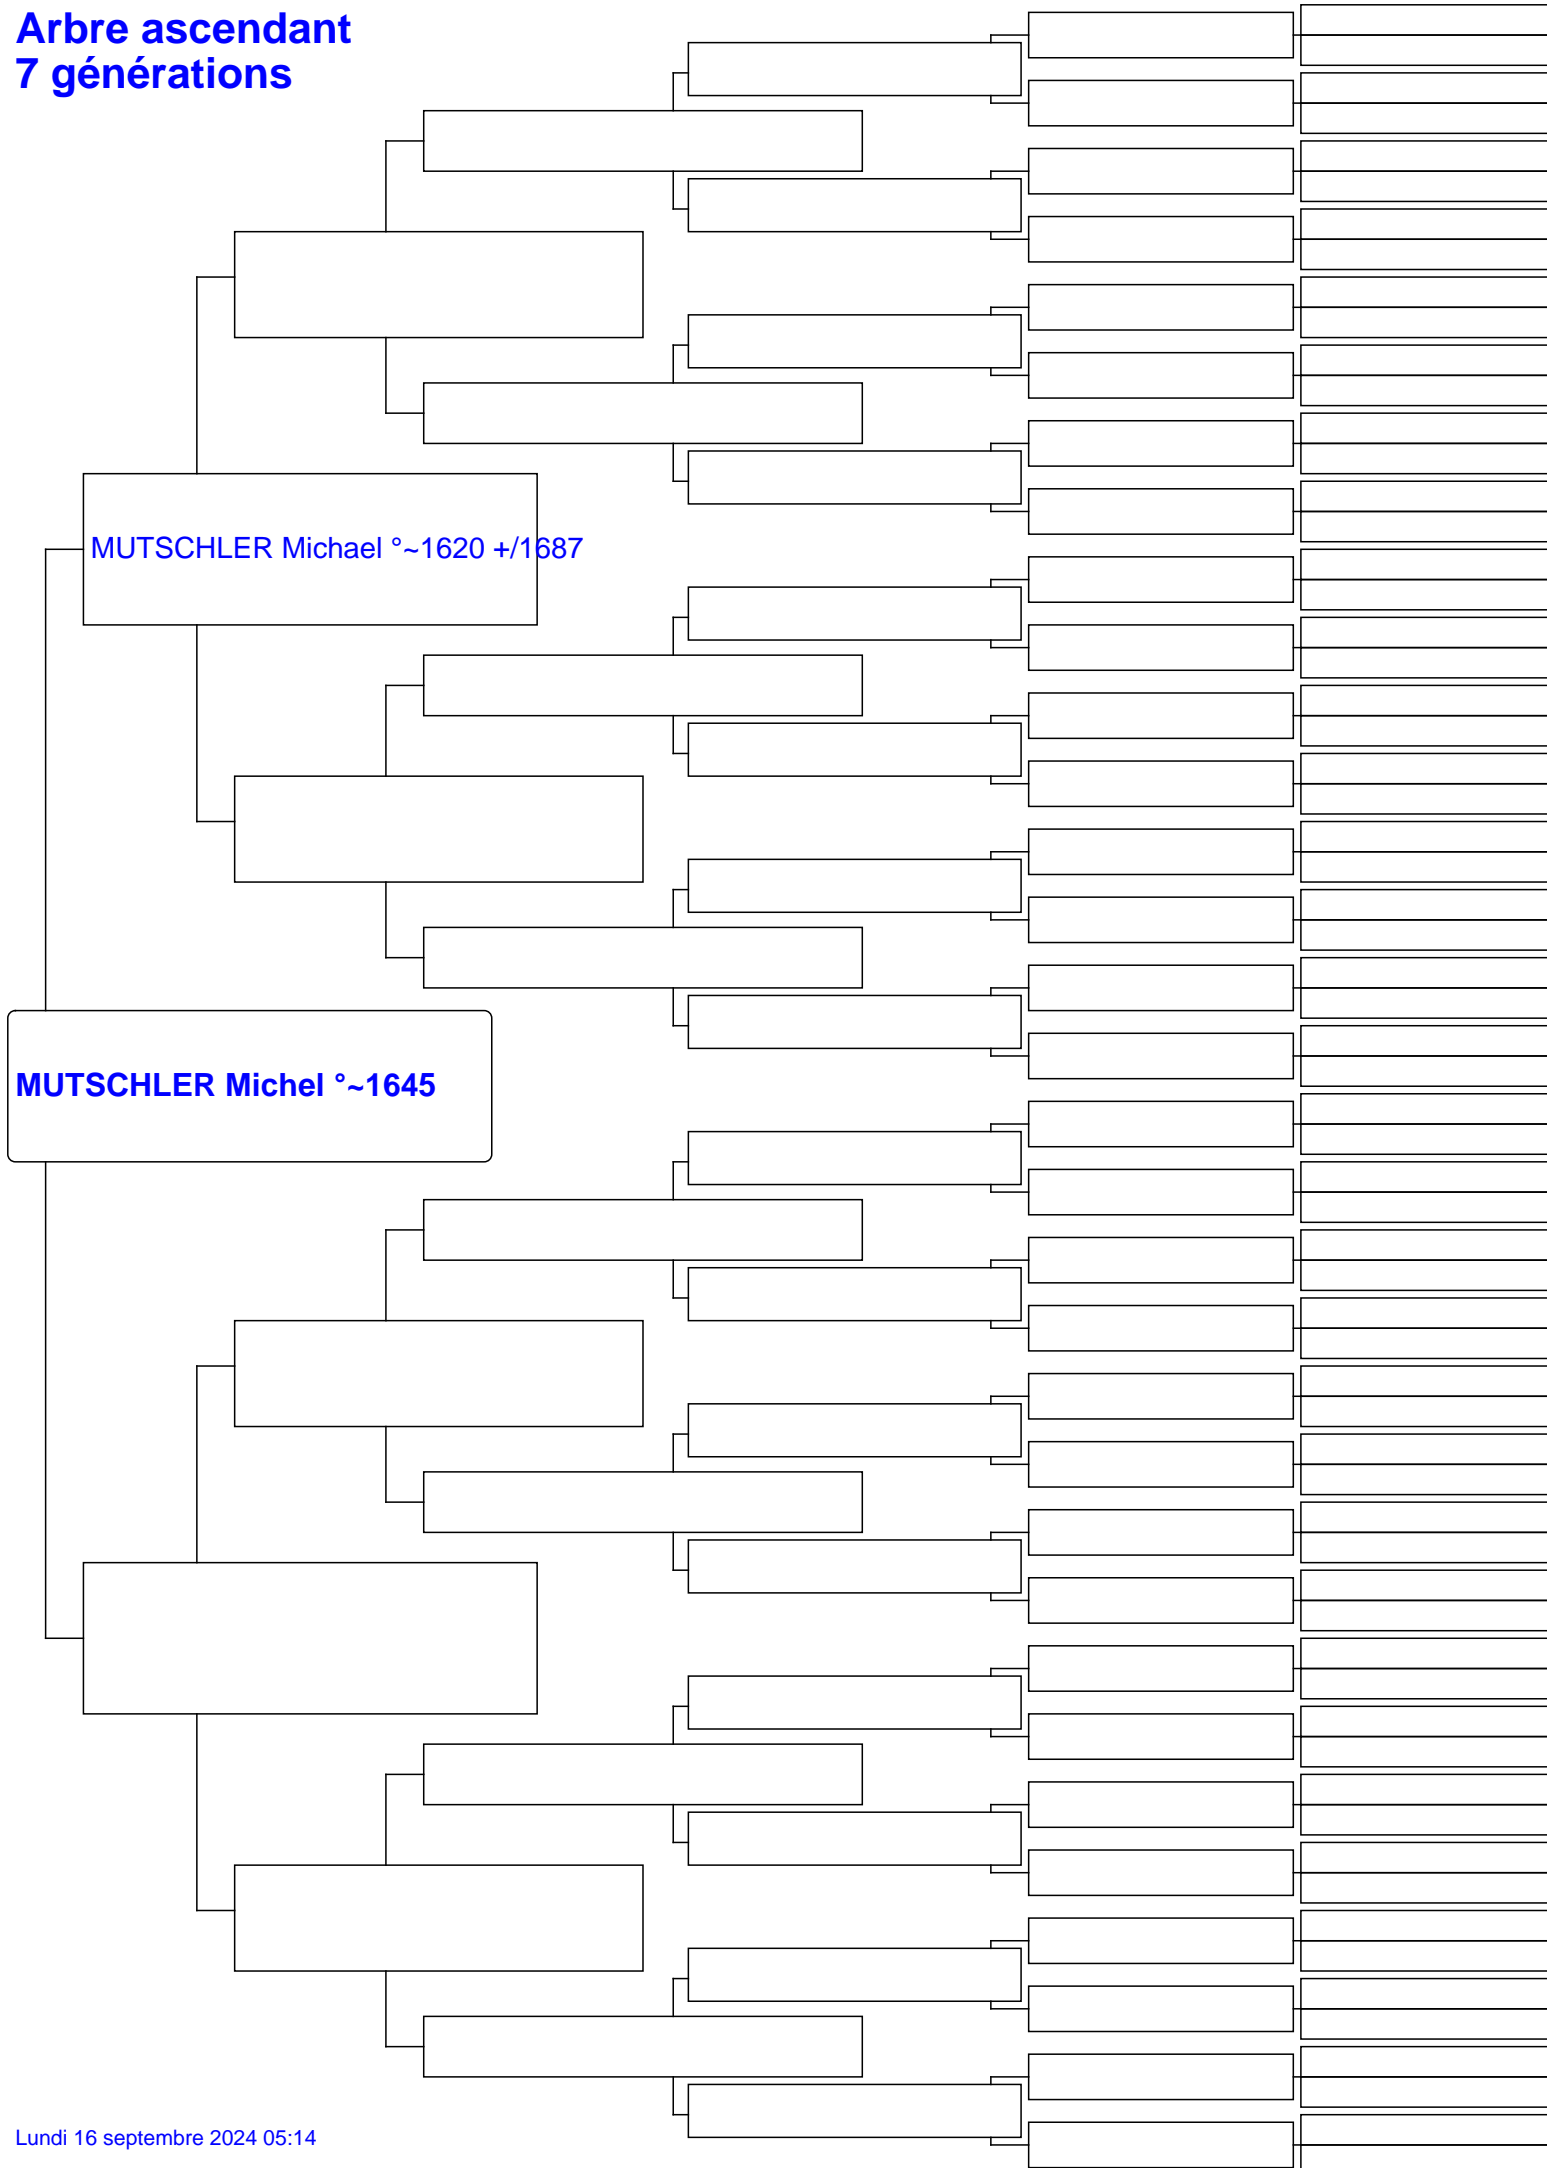 Arbre ascendant
7 générations
MUTSCHLER Michael °~1620 +/1687
MUTSCHLER Michel °~1645
Lundi 16 septembre 2024 05:14